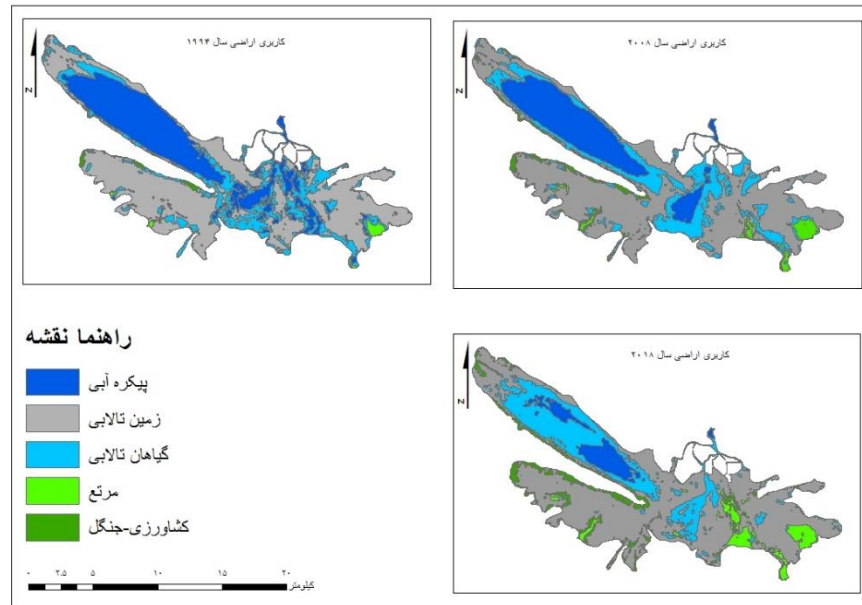 کاربری اراضی سال ۱۹۹۴
کاربری اراضی سال ۲۰۰۸
N
N
راهنما نقشه
پیکره آبی
زمین تالابی
گیاهان تالابی
مرتع
کشاورزی-جنگل
۰ ۲.۵ ۵ ۱۰ ۱۵ ۲۰
کیلومتر
کاربری اراضی سال ۲۰۱۸
N